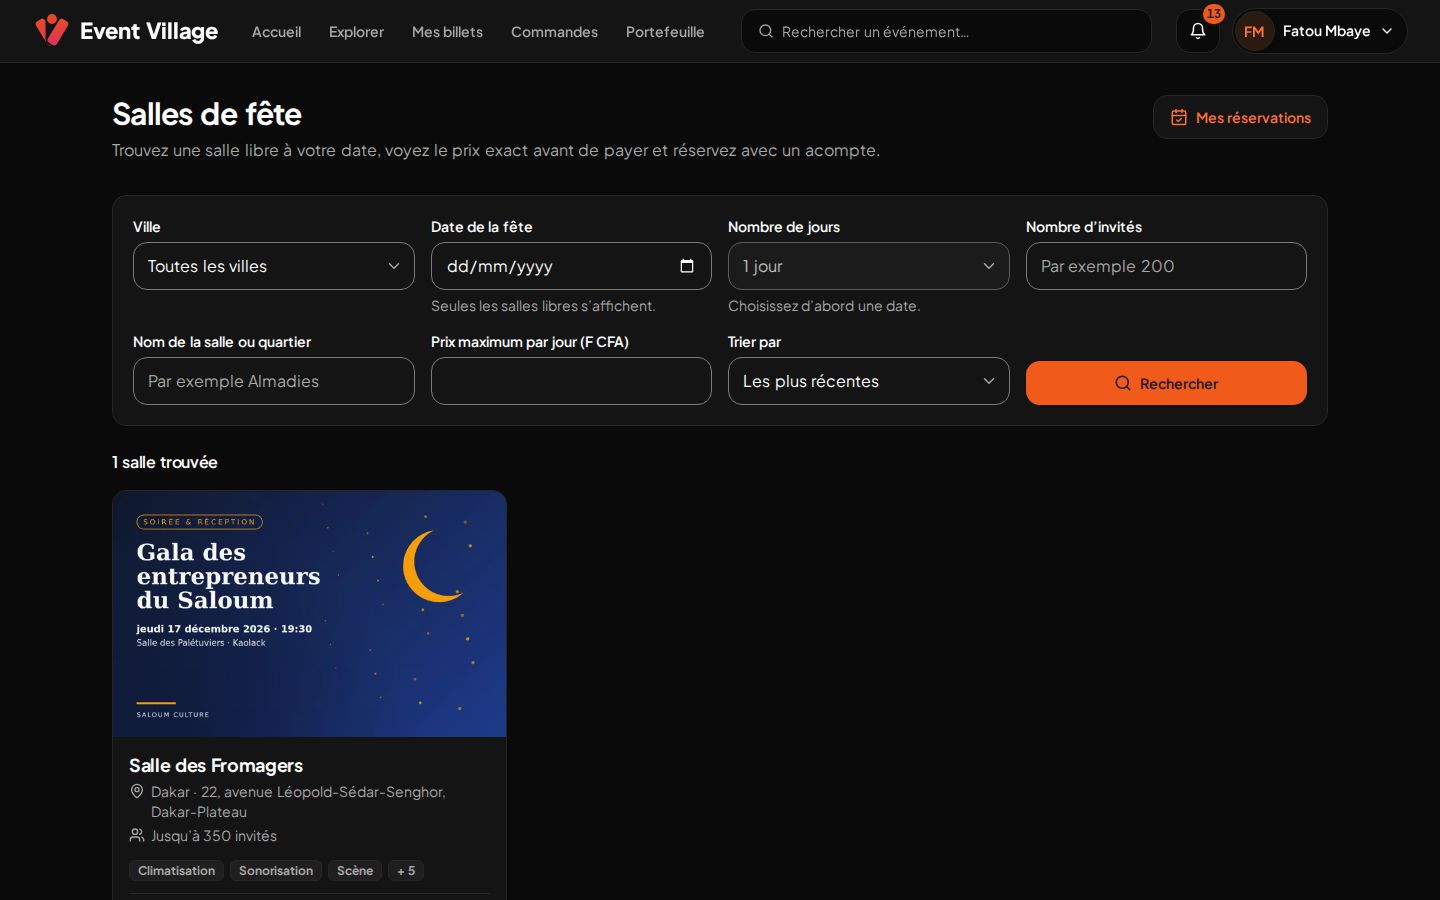 Event Village
Accueil
Explorer
Mes billets
Commandes
Portefeuille
Rechercher un événement...
13
FM
Fatou Mbaye
Salles de fête
Mes réservations
Trouvez une salle libre à votre date, voyez le prix exact avant de payer et réservez avec un acompte.
Ville
Date de la fête
Nombre de jours
Nombre d’invités
Toutes les villes
dd/mm/yyyy
1 jour
Par exemple 200
Seules les salles libres s’affichent.
Choisissez d’abord une date.
Nom de la salle ou quartier
Prix maximum par jour (F CFA)
Trier par
Par exemple Almadies
Les plus récentes
Rechercher
1 salle trouvée
SOIRÉE & RÉCEPTION
Gala des
entrepreneurs
du Saloum
jeudi 17 décembre 2026 · 19:30
Salle des Palétuviers · Kaolack
SALOUM CULTURE
Salle des Fromagers
Dakar · 22, avenue Léopold-Sédar-Senghor,
Dakar-Plateau
Jusqu’à 350 invités
Climatisation
Sonorisation
Scène
+ 5